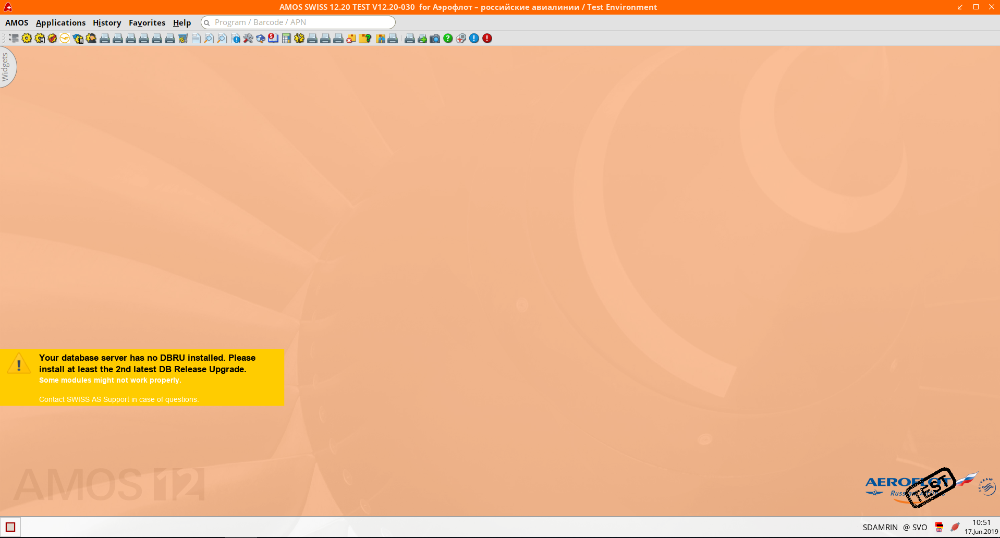 AMOS SWISS 12.20 TEST V12.20-030 for Аэрофлот – российские авиалинии / Test Environment
AMOS Applications History Favorites Help Program / Barcode / APN
Widgets
Your database server has no DBRU installed. Please
install at least the 2nd latest DB Release Upgrade.
Some modules might not work properly.
Contact SWISS AS Support in case of questions.
AMOS 12
AEROFLOT
Russian Airlines
TEST
SKYTEAM
SDAMRIN @ SVO
10:51
17.Jun.2019